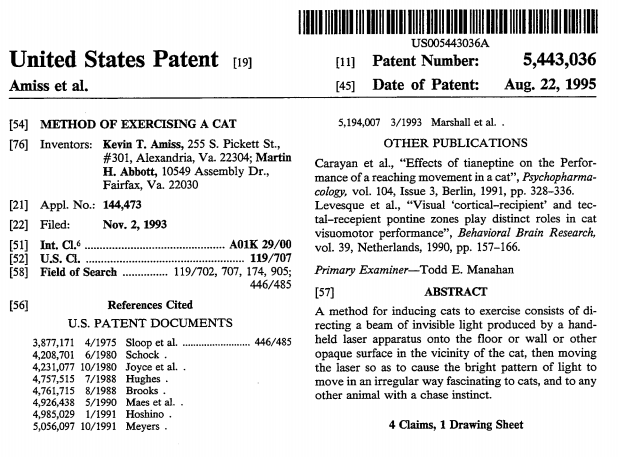 US005443036A
United States Patent [19]
Amiss et al.
[11] Patent Number: 5,443,036
[45] Date of Patent: Aug. 22, 1995
[54] METHOD OF EXERCISING A CAT
[76] Inventors: Kevin T. Amiss, 255 S. Pickett St.,
#301, Alexandria, Va. 22304; Martin
H. Abbott, 10549 Assembly Dr.,
Fairfax, Va. 22030
[21] Appl. No.: 144,473
[22] Filed: Nov. 2, 1993
[51] Int. Cl.⁶ ............................................. A01K 29/00
[52] U.S. Cl. ...................................................... 119/707
[58] Field of Search ................ 119/702, 707, 174, 905;
446/485
[56] References Cited
U.S. PATENT DOCUMENTS
3,877,171 4/1975 Sloop et al. .......................... 446/485
4,208,701 6/1980 Schock .
4,231,077 10/1980 Joyce et al. .
4,757,515 7/1988 Hughes .
4,761,715 8/1988 Brooks .
4,926,438 5/1990 Maes et al. .
4,985,029 1/1991 Hoshino .
5,056,097 10/1991 Meyers .
5,194,007 3/1993 Marshall et al. .
OTHER PUBLICATIONS
Carayan et al., "Effects of tianeptine on the Perfor-
mance of a reaching movement in a cat", Psychopharma-
cology, vol. 104, Issue 3, Berlin, 1991, pp. 328-336.
Levesque et al., "Visual 'cortical-recipient' and tec-
tal-recepient pontine zones play distinct roles in cat
visuomotor performance", Behavioral Brain Research,
vol. 39, Netherlands, 1990, pp. 157-166.
Primary Examiner—Todd E. Manahan
[57] ABSTRACT
A method for inducing cats to exercise consists of di-
recting a beam of invisible light produced by a hand-
held laser apparatus onto the floor or wall or other
opaque surface in the vicinity of the cat, then moving
the laser so as to cause the bright pattern of light to
move in an irregular way fascinating to cats, and to any
other animal with a chase instinct.
4 Claims, 1 Drawing Sheet